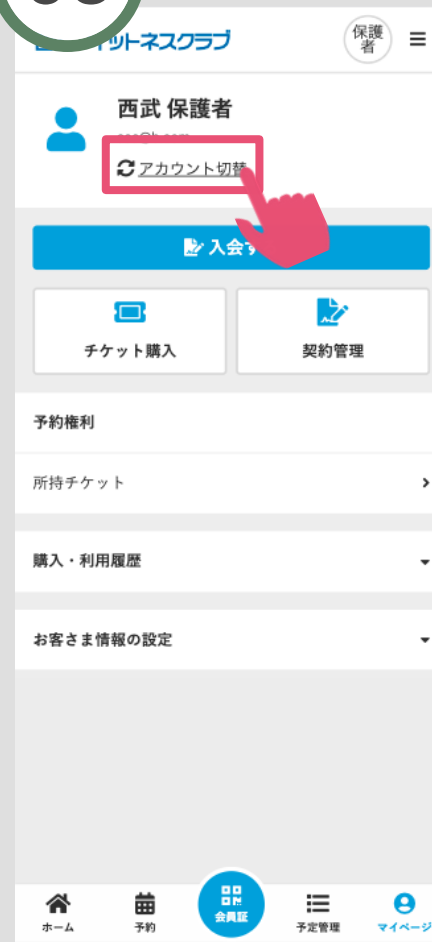 ットネスクラブ
保護
者
西武 保護者
アカウント切替
入会す
チケット購入
契約管理
予約権利
所持チケット
購入・利用履歴
お客さま情報の設定
ホーム
予約
会員証
予定管理
マイページ